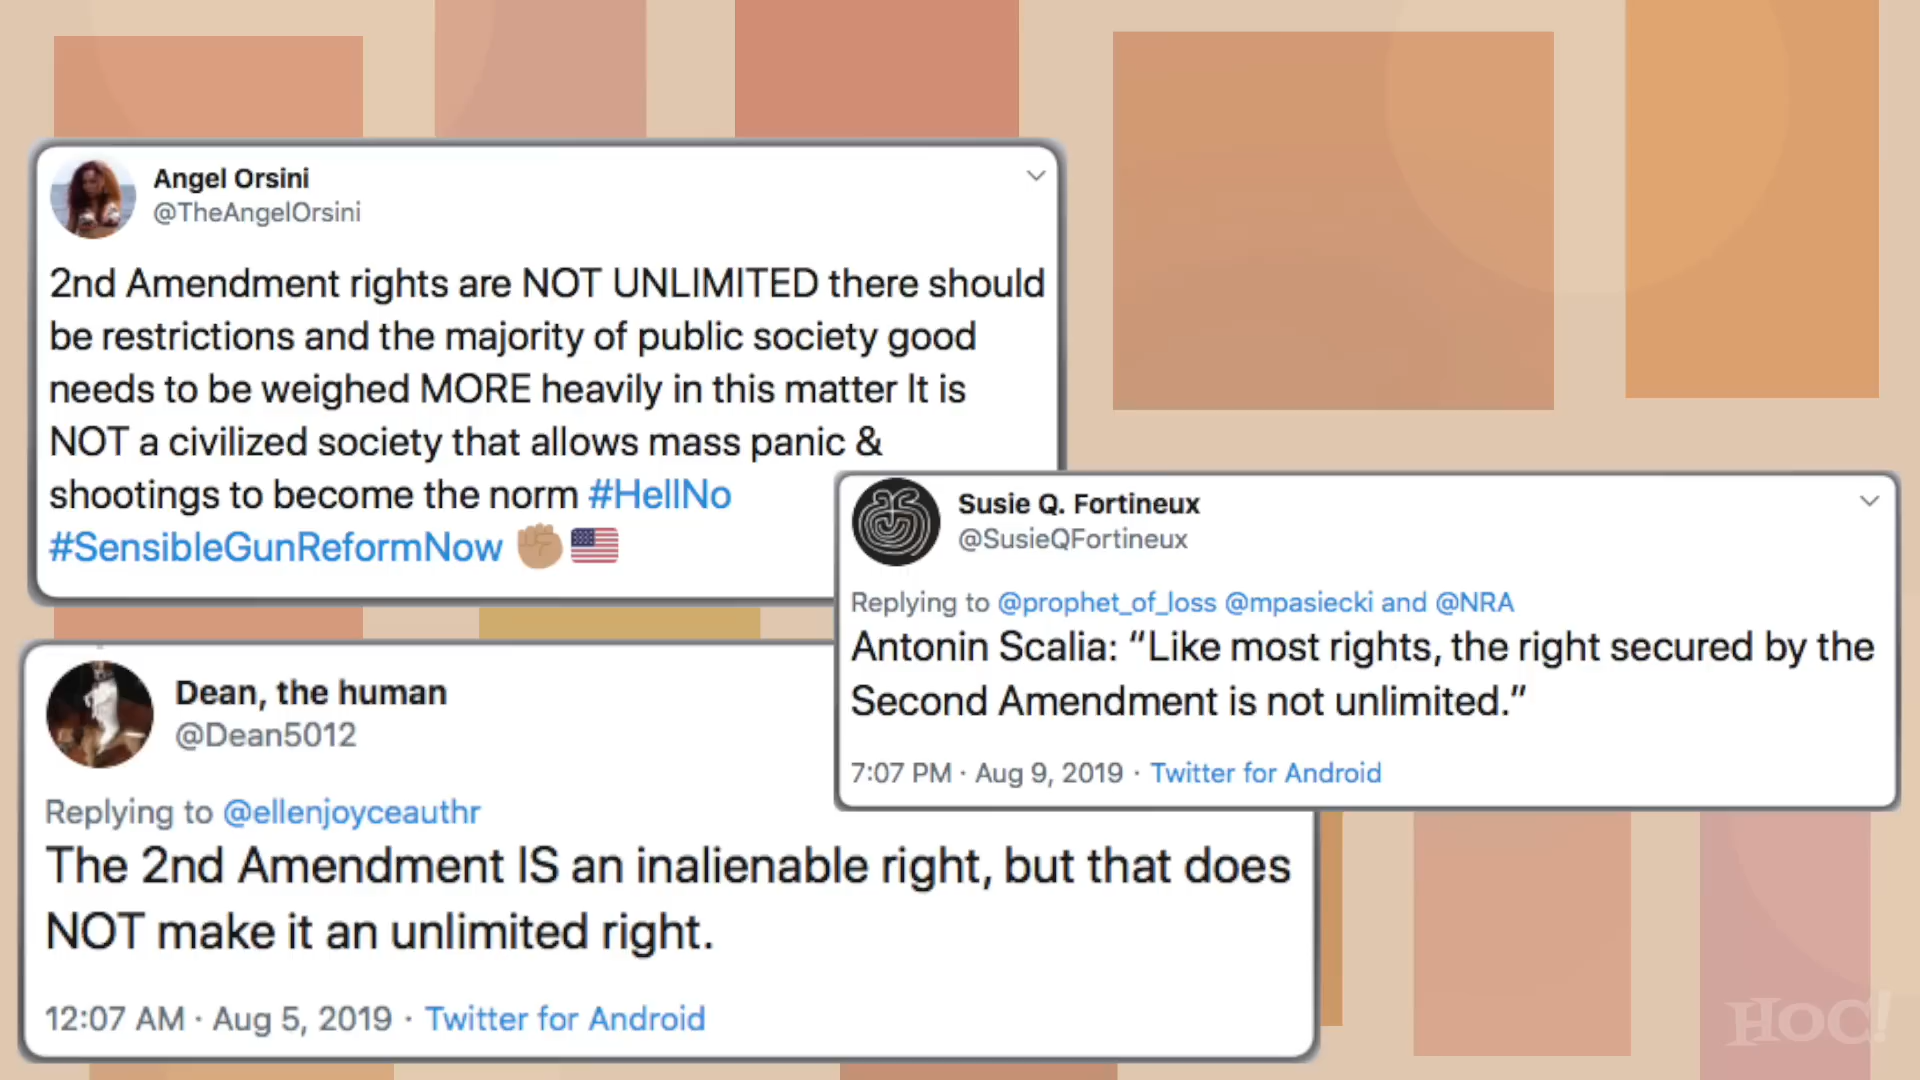 Angel Orsini
@TheAngelOrsini
2nd Amendment rights are NOT UNLIMITED there should
be restrictions and the majority of public society good
needs to be weighed MORE heavily in this matter It is
NOT a civilized society that allows mass panic &
shootings to become the norm #HellNo
#SensibleGunReformNow ✊🏽🇺🇸
Susie Q. Fortineux
@SusieQFortineux
Replying to @prophet_of_loss @mpasiecki and @NRA
Antonin Scalia: “Like most rights, the right secured by the
Second Amendment is not unlimited.”
7:07 PM · Aug 9, 2019 · Twitter for Android
Dean, the human
@Dean5012
Replying to @ellenjoyceauthr
The 2nd Amendment IS an inalienable right, but that does
NOT make it an unlimited right.
12:07 AM · Aug 5, 2019 · Twitter for Android
HOC!